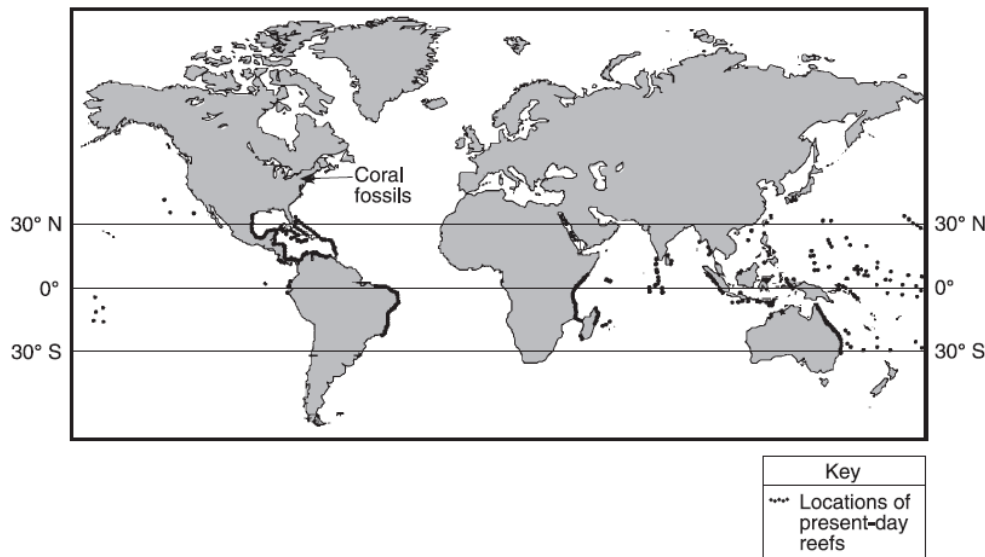 Coral
fossils
30° N
30° N
0°
0°
30° S
30° S
Key
Locations of
present-day
reefs